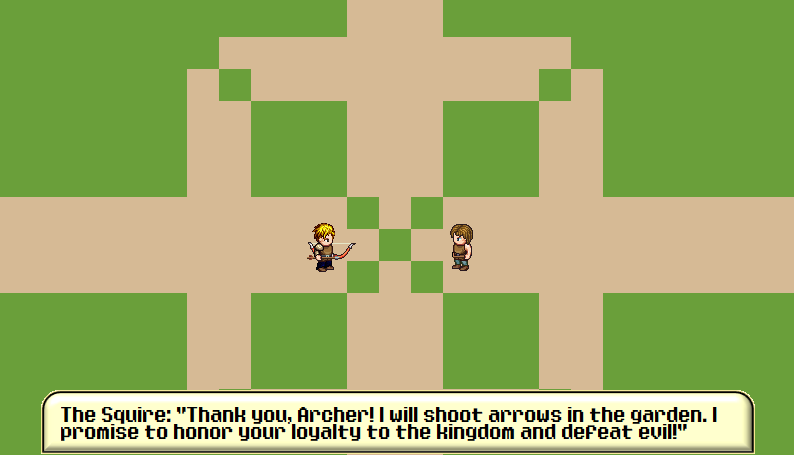 The Squire: "Thank you, Archer! I will shoot arrows in the garden. I
promise to honor your loyalty to the kingdom and defeat evil!"